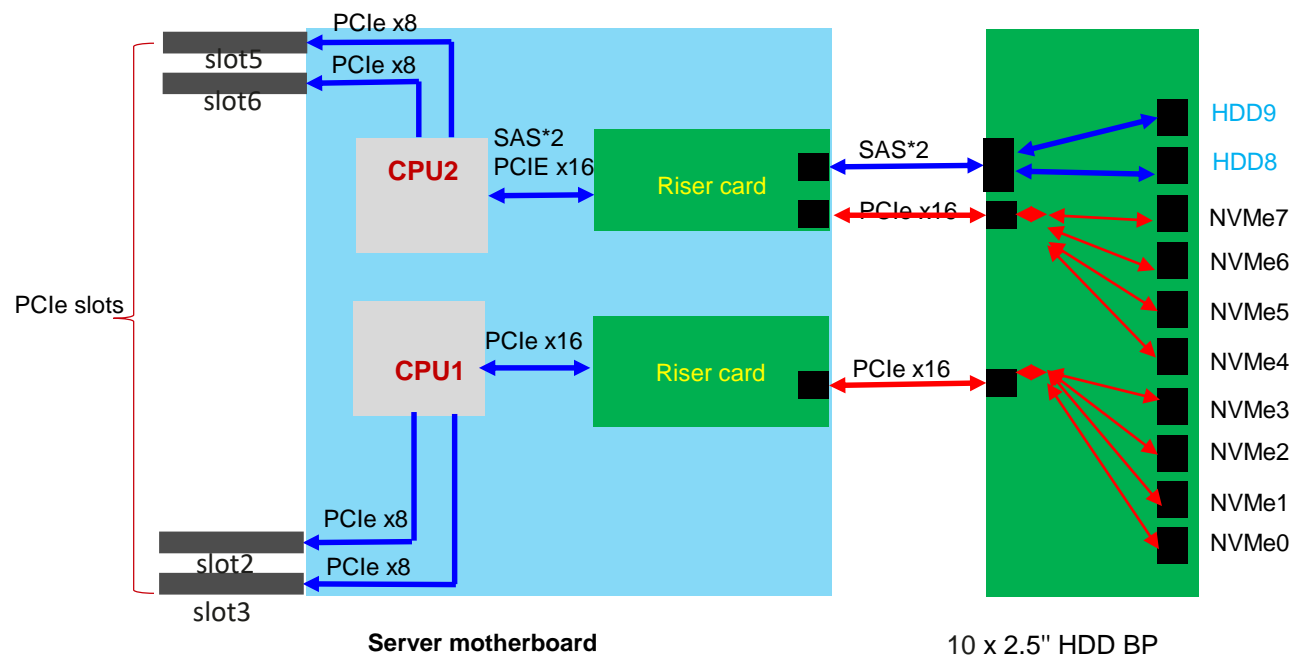 PCIe x8
slot5
PCIe x8
slot6
HDD9
SAS*2
PCIE x16
SAS*2
CPU2
Riser card
HDD8
PCIe x16
NVMe7
NVMe6
PCIe slots
NVMe5
PCIe x16
NVMe4
CPU1
Riser card
PCIe x16
NVMe3
NVMe2
NVMe1
PCIe x8
NVMe0
slot2
PCIe x8
slot3
Server motherboard
10 x 2.5" HDD BP